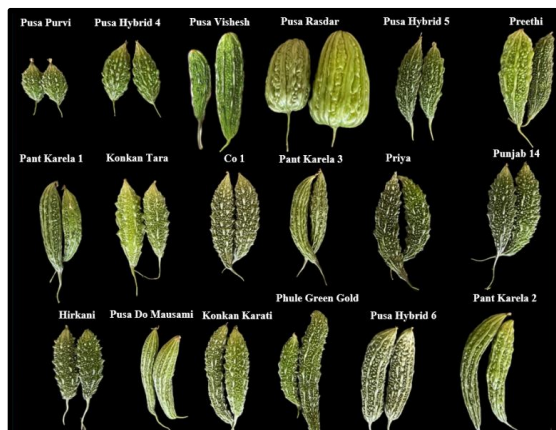 Pusa Purvi
Pusa Hybrid 4
Pusa Vishesh
Pusa Rasdar
Pusa Hybrid 5
Preethi
Pant Karela 1
Konkan Tara
Co 1
Pant Karela 3
Priya
Punjab 14
Hirkani
Pusa Do Mausami
Konkan Karati
Phule Green Gold
Pusa Hybrid 6
Pant Karela 2